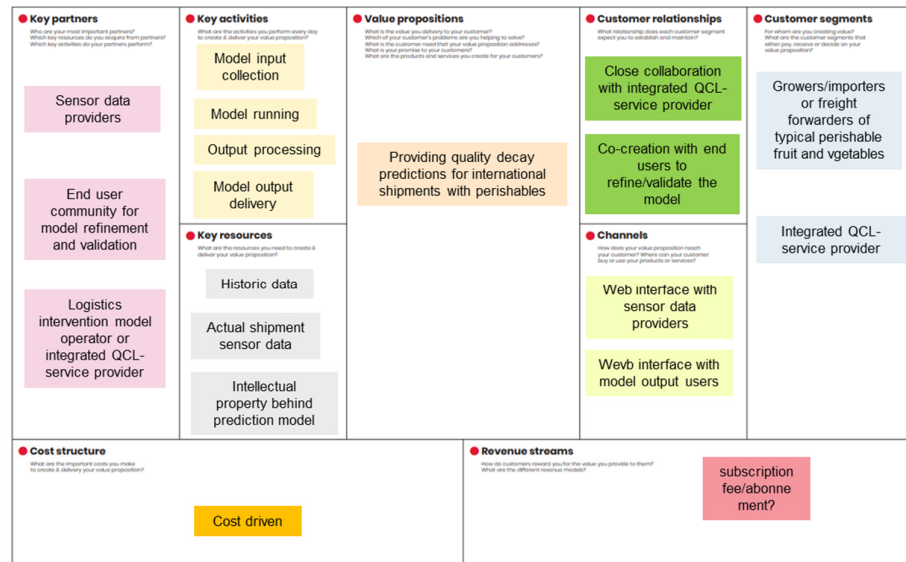 Key partners
Who are your most important partners?
Which key resources do you acquire from partners?
Which key activities do your partners perform?
Sensor data
providers
End user
community for
model refinement
and validation
Logistics
intervention model
operator or
integrated QCL-
service provider
Key activities
What are the activities you perform every day
to create & deliver your value proposition?
Model input
collection
Model running
Output processing
Model output
delivery
Key resources
What are the resources you need to create &
deliver your value proposition?
Historic data
Actual shipment
sensor data
Intellectual
property behind
prediction model
Value propositions
What is the value you deliver to your customer?
Which of your customer's problems are you helping to solve?
What is the customer need that your value proposition addresses?
What is your promise to your customers?
What are the products and services you create for your customers?
Providing quality decay
predictions for international
shipments with perishables
Customer relationships
What relationship does each customer segment
expect you to establish and maintain?
Close collaboration
with integrated QCL-
service provider
Co-creation with end
users to
refine/validate the
model
Channels
How does your value proposition reach
your customer? Where can your customer
buy or use your products or services?
Web interface with
sensor data
providers
Wevb interface with
model output users
Customer segments
For whom are you creating value?
What are the customer segments that
either pay, receive or decide on your
value proposition?
Growers/importers
or freight
forwarders of
typical perishable
fruit and vgetables
Integrated QCL-
service provider
Cost structure
What are the important costs you make
to create & delivery your value proposition?
Cost driven
Revenue streams
How do customers reward you for the value you provide to them?
What are the different revenue models?
subscription
fee/abonne
ment?